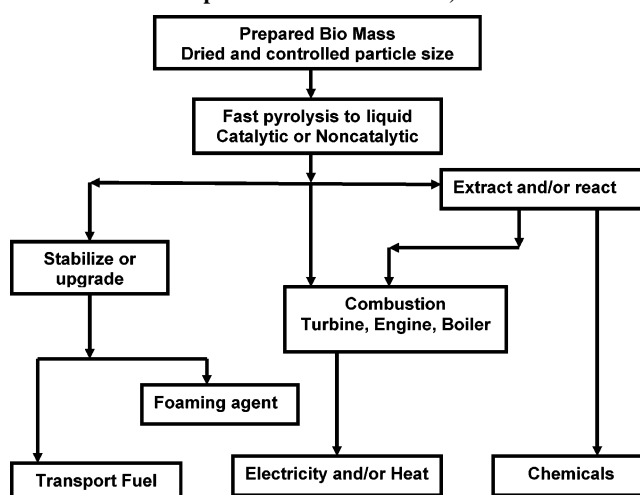 Prepared Bio Mass
Dried and controlled particle size
Fast pyrolysis to liquid
Catalytic or Noncatalytic
Extract and/or react
Stabilize or
upgrade
Combustion
Turbine, Engine, Boiler
Foaming agent
Transport Fuel
Electricity and/or Heat
Chemicals